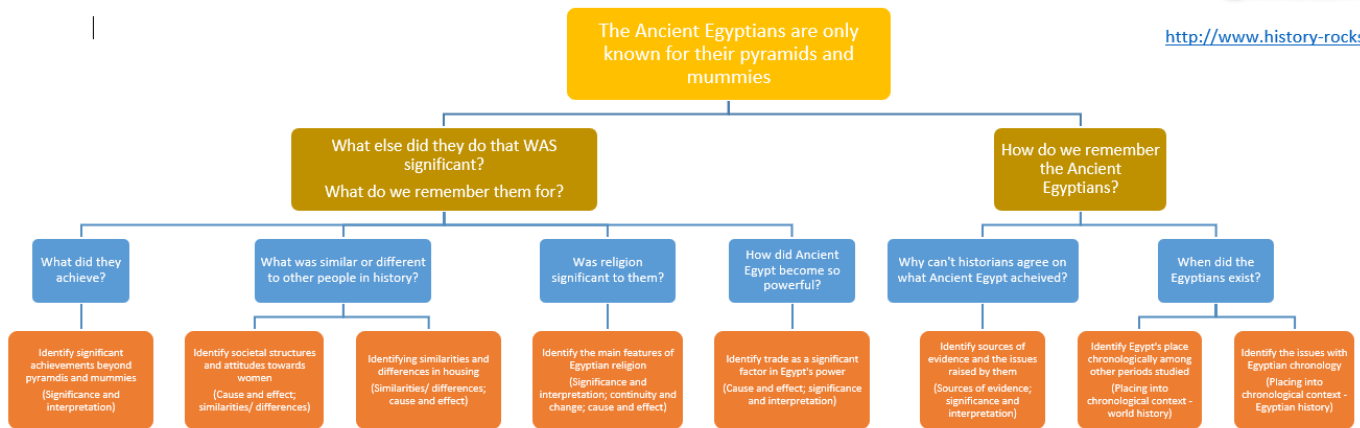 The Ancient Egyptians are only
known for their pyramids and
mummies
http://www.history-rocks
What else did they do that WAS
significant?
What do we remember them for?
How do we remember
the Ancient
Egyptians?
What did they
achieve?
What was similar or different
to other people in history?
Was religion
significant to them?
How did Ancient
Egypt become so
powerful?
Why can't historians agree on
what Ancient Egypt acheived?
When did the
Egyptians exist?
Identify significant
achievements beyond
pyramdis and mummies
(Significance and
interpretation)
Identify societal structures
and attitudes towards
women
(Cause and effect;
similarities/ differences)
Identifying similarities and
differences in housing
(Similarities/ differences;
cause and effect)
Identify the main features of
Egyptian religion
(Significance and
interpretation; continuity and
change; cause and effect)
Identify trade as a significant
factor in Egypt's power
(Cause and effect; significance
and interpretation)
Identify sources of
evidence and the issues
raised by them
(Sources of evidence;
significance and
interpretation)
Identify Egypt's place
chronologically among
other periods studied
(Placing into
chronological context -
world history)
Identify the issues with
Egyptian chronology
(Placing into
chronological context -
Egyptian history)